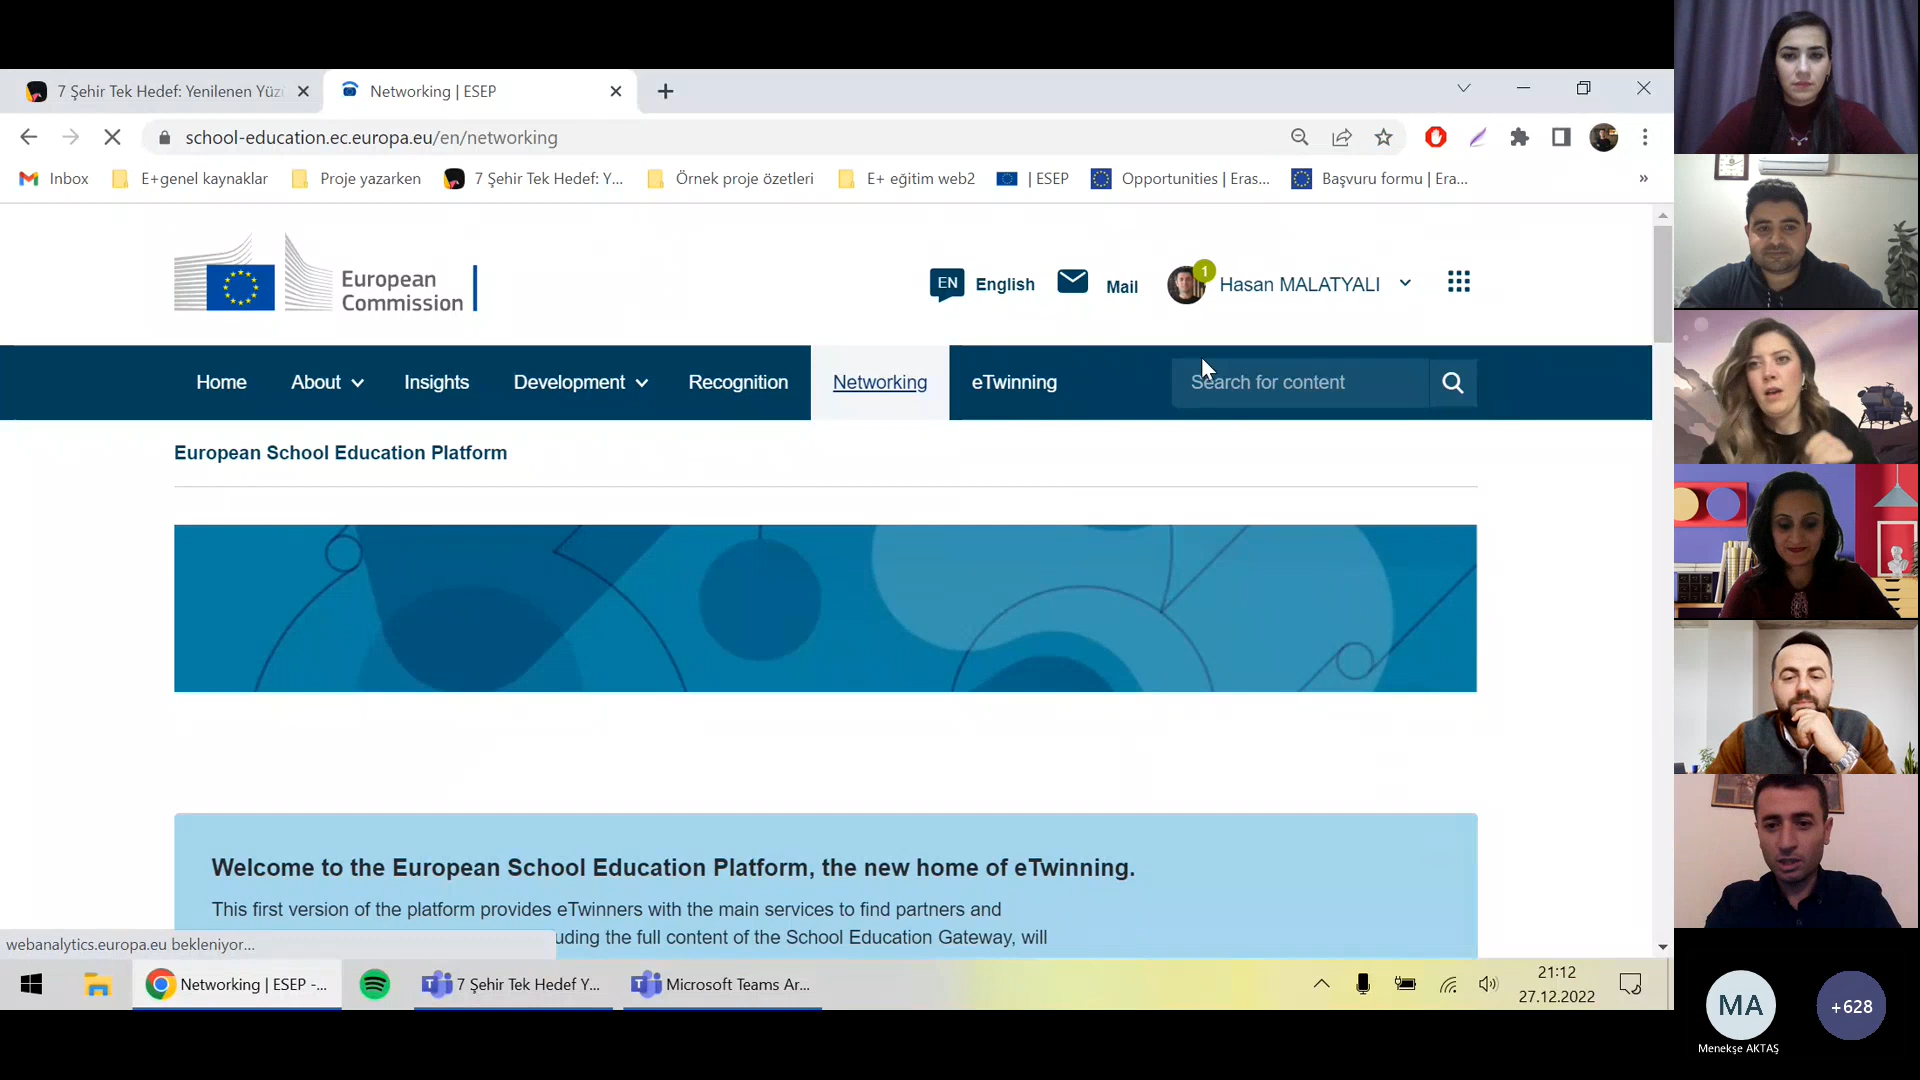 7 Şehir Tek Hedef: Yenilenen Yüzü
Networking | ESEP
school-education.ec.europa.eu/en/networking
Inbox
E+genel kaynaklar
Proje yazarken
7 Şehir Tek Hedef: Y...
Örnek proje özetleri
E+ eğitim web2
| ESEP
Opportunities | Eras...
Başvuru formu | Era...
»
European
Commission
EN English
Mail
1
Hasan MALATYALI
Home
About
Insights
Development
Recognition
Networking
eTwinning
Search for content
European School Education Platform
Welcome to the European School Education Platform, the new home of eTwinning.
This first version of the platform provides eTwinners with the main services to find partners and
uding the full content of the School Education Gateway, will
webanalytics.europa.eu bekleniyor...
Networking | ESEP -...
7 Şehir Tek Hedef Y...
Microsoft Teams Ar...
21:12
27.12.2022
MA
Menekşe AKTAŞ
+628